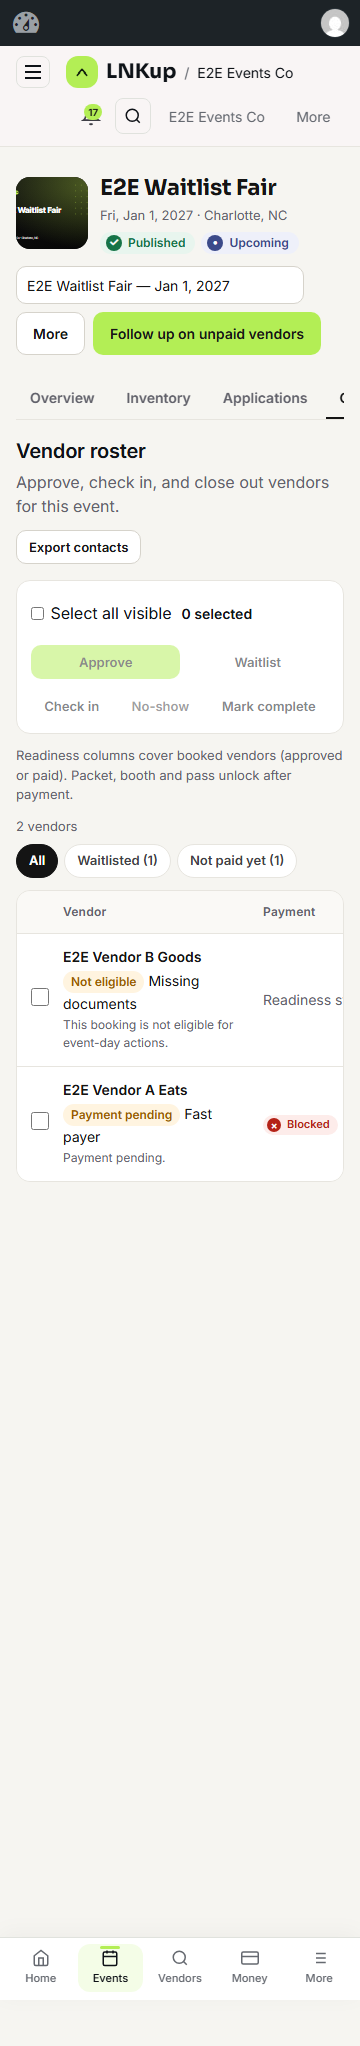 LNKup / E2E Events Co
17
E2E Events Co
More
Waitlist Fair
E2E Waitlist Fair
Fri, Jan 1, 2027 · Charlotte, NC
Published
Upcoming
E2E Waitlist Fair — Jan 1, 2027
More
Follow up on unpaid vendors
Overview
Inventory
Applications
Vendor roster
Approve, check in, and close out vendors
for this event.
Export contacts
Select all visible 0 selected
Approve
Waitlist
Check in
No-show
Mark complete
Readiness columns cover booked vendors (approved
or paid). Packet, booth and pass unlock after
payment.
2 vendors
All
Waitlisted (1)
Not paid yet (1)
Vendor
Payment
E2E Vendor B Goods
Not eligible Missing
documents
This booking is not eligible for
event-day actions.
Readiness s
E2E Vendor A Eats
Payment pending Fast
payer
Payment pending.
Blocked
Home
Events
Vendors
Money
More